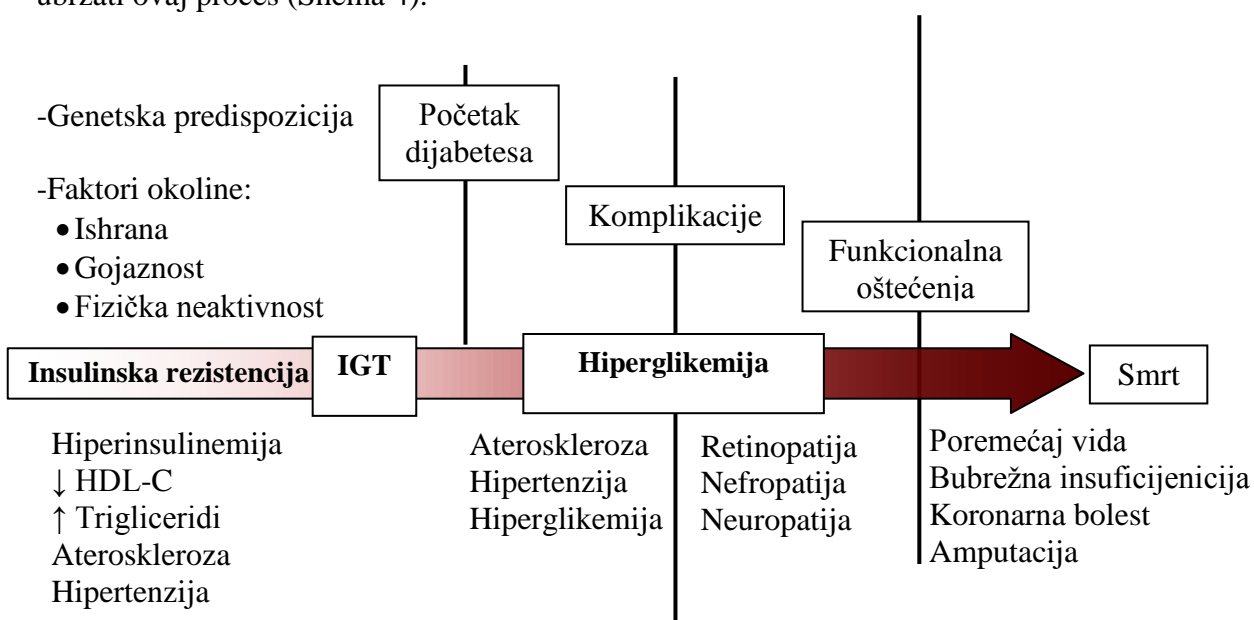 ubrzati ovaj proces (Shema 4).
-Genetska predispozicija
-Faktori okoline:
• Ishrana
• Gojaznost
• Fizička neaktivnost
Početak
dijabetesa
Komplikacije
Funkcionalna
oštećenja
Insulinska rezistencija
IGT
Hiperglikemija
Smrt
Hiperinsulinemija
↓ HDL-C
↑ Trigliceridi
Ateroskleroza
Hipertenzija
Ateroskleroza
Hipertenzija
Hiperglikemija
Retinopatija
Nefropatija
Neuropatija
Poremećaj vida
Bubrežna insuficijenicija
Koronarna bolest
Amputacija